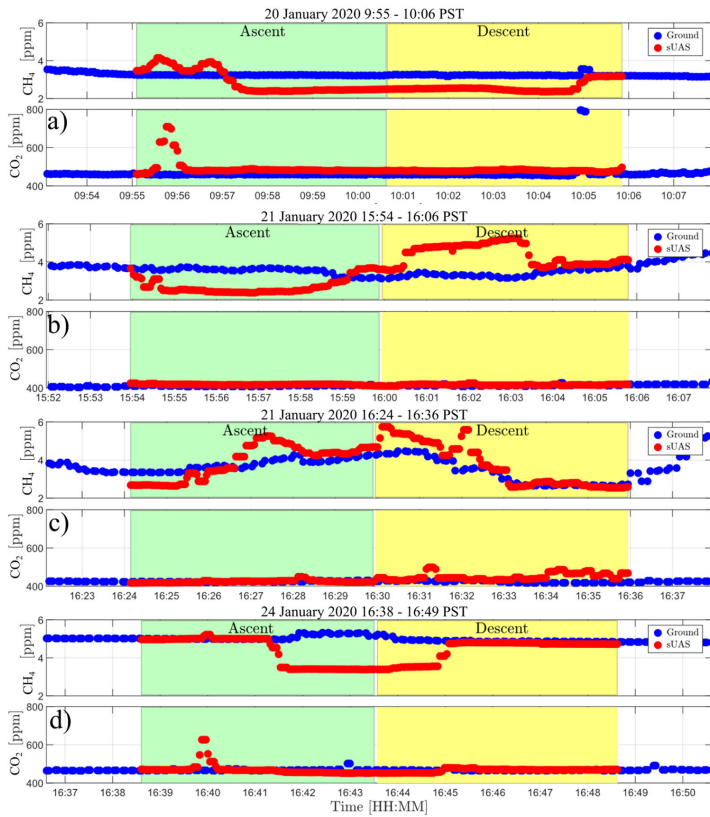 20 January 2020 9:55 - 10:06 PST
Ascent Descent
Ground
sUAS
CH4 [ppm]
6
4
2
a)
CO2 [ppm]
800
600
400
09:54 09:55 09:56 09:57 09:58 09:59 10:00 10:01 10:02 10:03 10:04 10:05 10:06 10:07
21 January 2020 15:54 - 16:06 PST
Ascent Descent
Ground
sUAS
CH4 [ppm]
6
4
2
b)
CO2 [ppm]
800
600
400
15:52 15:53 15:54 15:55 15:56 15:57 15:58 15:59 16:00 16:01 16:02 16:03 16:04 16:05 16:06 16:07
21 January 2020 16:24 - 16:36 PST
Ascent Descent
Ground
sUAS
CH4 [ppm]
6
4
2
c)
CO2 [ppm]
800
600
400
16:23 16:24 16:25 16:26 16:27 16:28 16:29 16:30 16:31 16:32 16:33 16:34 16:35 16:36 16:37
24 January 2020 16:38 - 16:49 PST
Ascent Descent
Ground
sUAS
CH4 [ppm]
6
4
2
d)
CO2 [ppm]
800
600
400
16:37 16:38 16:39 16:40 16:41 16:42 16:43 16:44 16:45 16:46 16:47 16:48 16:49 16:50
Time [HH:MM]